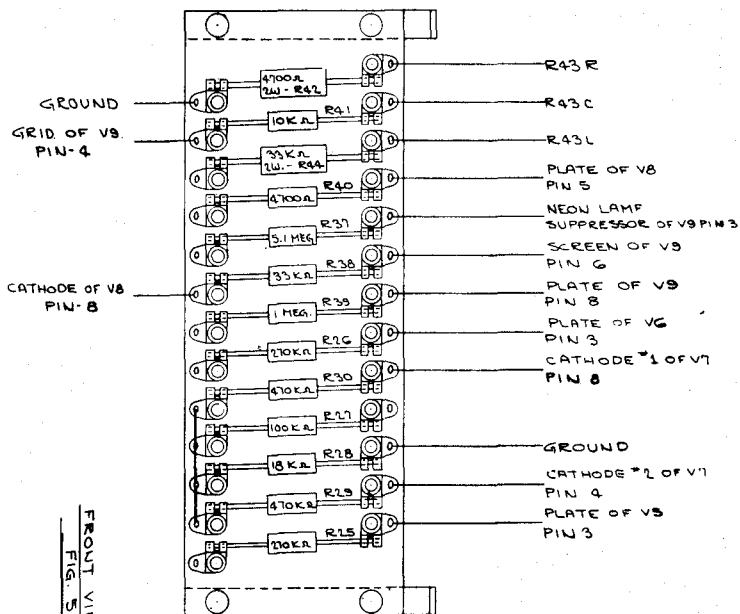 GROUND
GRID OF V9.
PIN-4
CATHODE OF V8
PIN-8
4700Ω
2W - R42
R41
10KΩ
33KΩ
2W. - R44
R40
4700Ω
R37
5.1 MEG
R38
33KΩ
R39
1 MEG.
R26
270KΩ
R30
470KΩ
R27
100KΩ
R28
18KΩ
R29
470KΩ
R25
270KΩ
R43R
R43C
R43L
PLATE OF V8
PIN 5
NEON LAMP
SUPPRESSOR OF V9 PIN 3
SCREEN OF V9
PIN 6
PLATE OF V9
PIN 8
PLATE OF V6
PIN 3
CATHODE #1 OF V7
PIN 8
GROUND
CATHODE #2 OF V7
PIN 4
PLATE OF V5
PIN 3
FRONT
FIG. 5